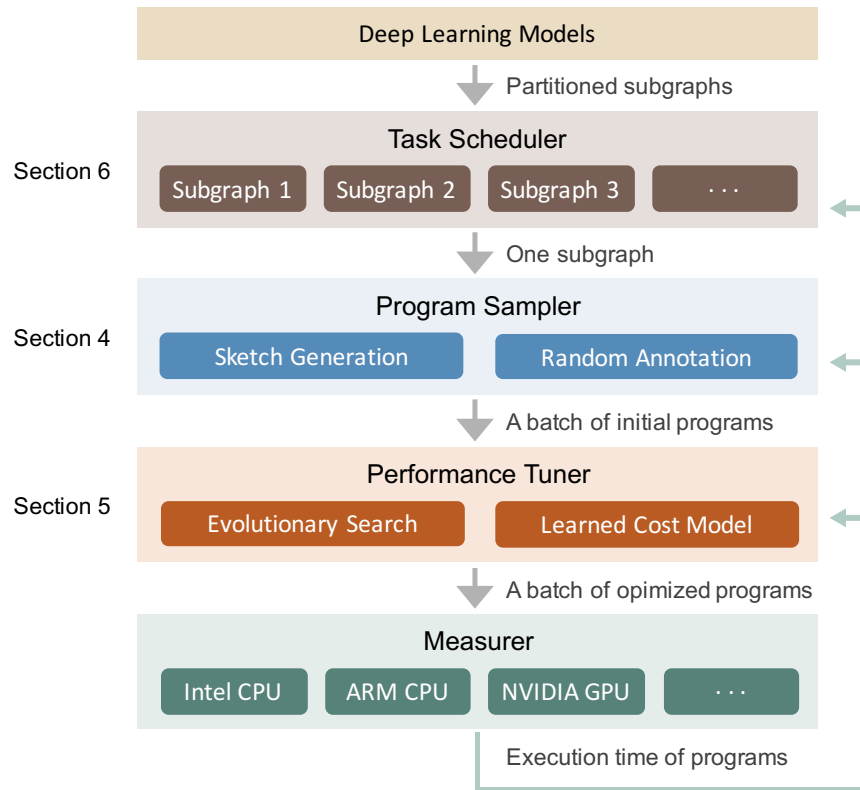 Deep Learning Models
Partitioned subgraphs
Task Scheduler
Section 6
Subgraph 1 Subgraph 2 Subgraph 3 . . .
One subgraph
Program Sampler
Section 4
Sketch Generation Random Annotation
A batch of initial programs
Performance Tuner
Section 5
Evolutionary Search Learned Cost Model
A batch of opimized programs
Measurer
Intel CPU ARM CPU NVIDIA GPU . . .
Execution time of programs